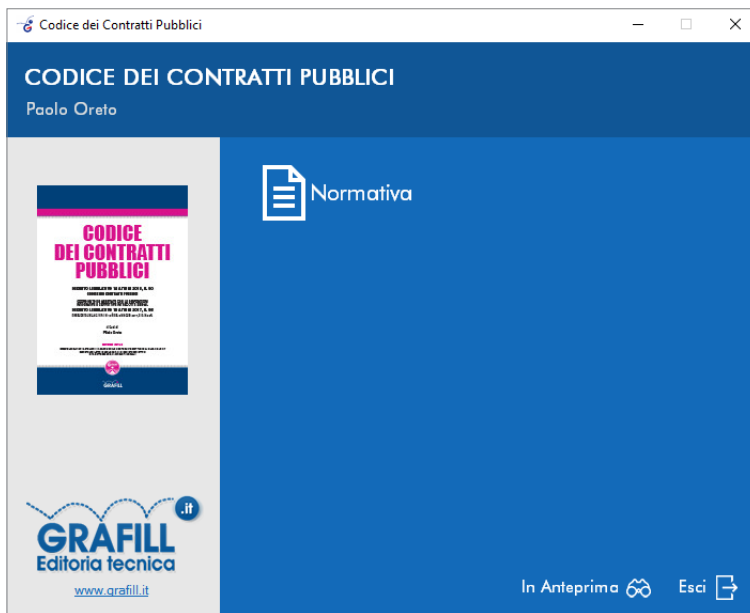 Codice dei Contratti Pubblici
CODICE DEI CONTRATTI PUBBLICI
Paolo Oreto
Normativa
CODICE
DEI CONTRATTI
PUBBLICI
GRAFILL
.it
GRAFILL
Editoria tecnica
www.grafill.it
In Anteprima
Esci